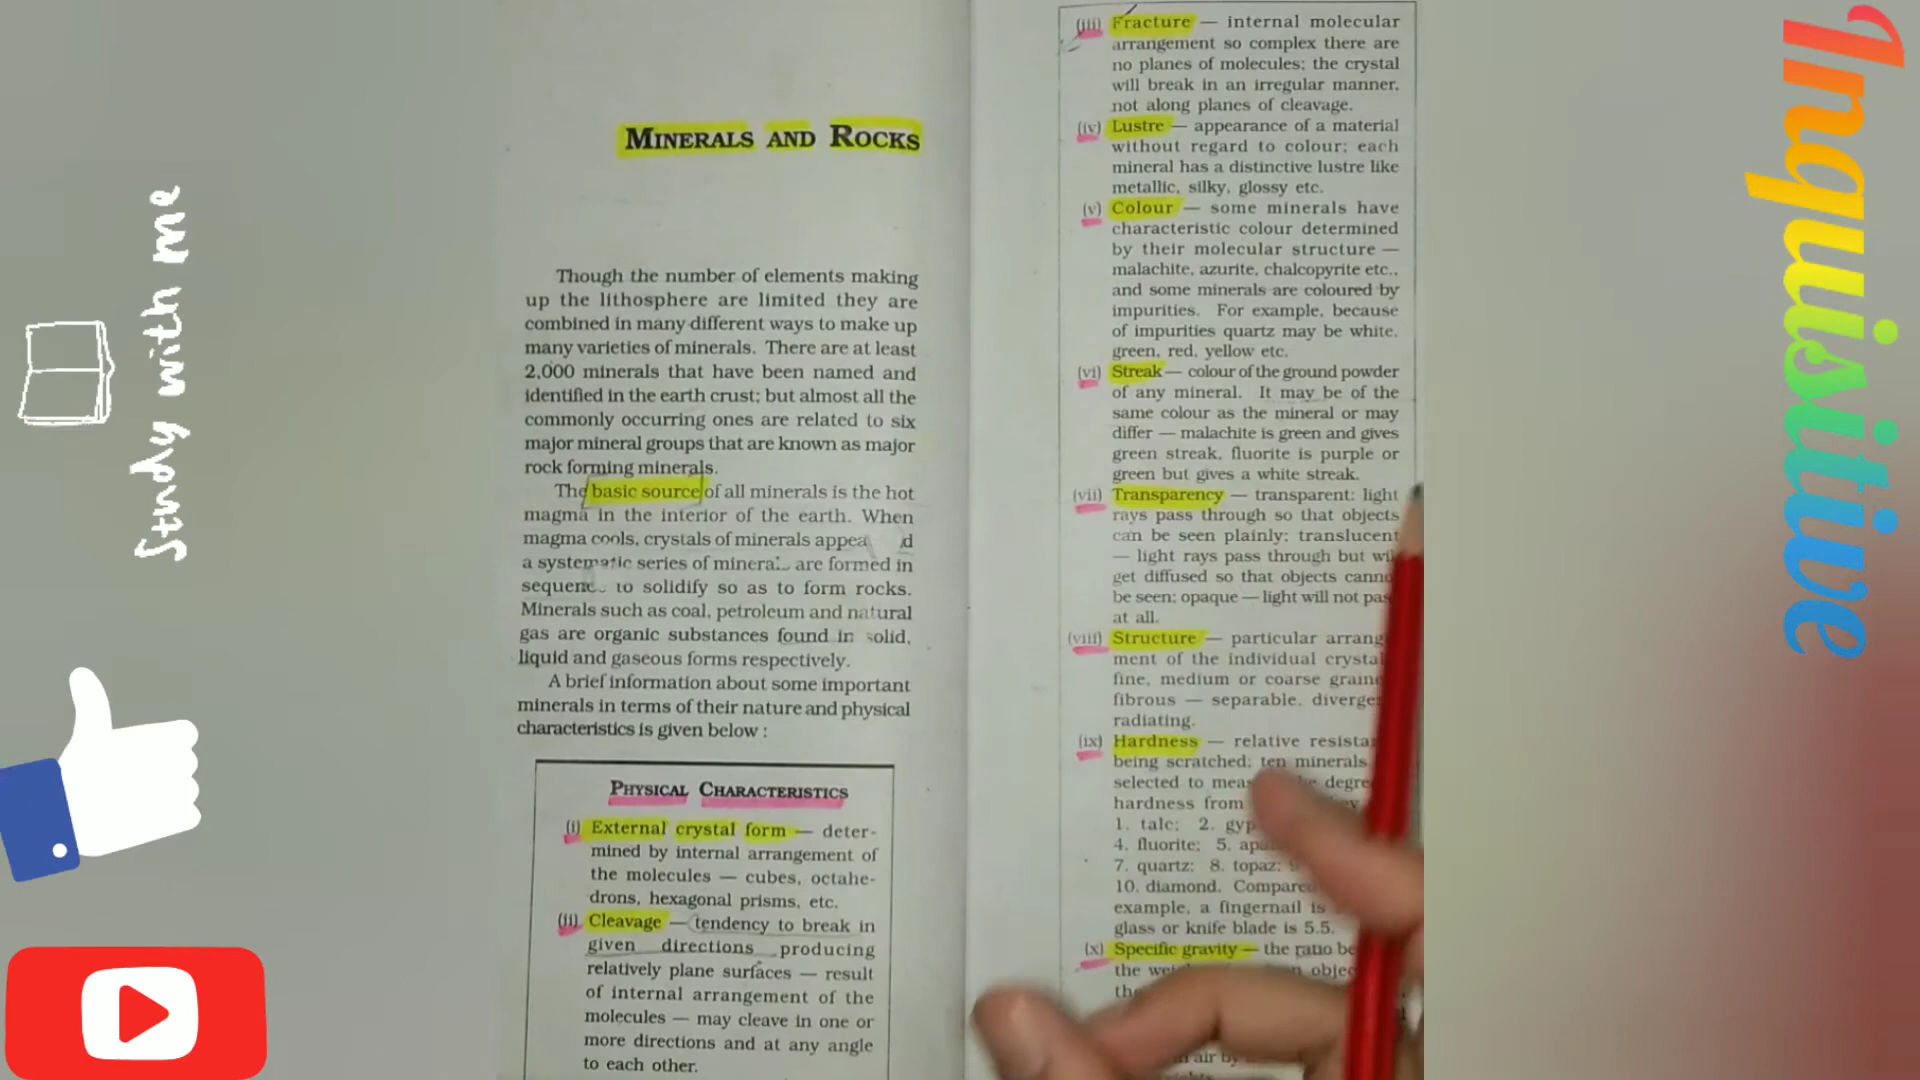 Study with me
MINERALS AND ROCKS
Though the number of elements making
up the lithosphere are limited they are
combined in many different ways to make up
many varieties of minerals. There are at least
2,000 minerals that have been named and
identified in the earth crust; but almost all the
commonly occurring ones are related to six
major mineral groups that are known as major
rock forming minerals.
The basic source of all minerals is the hot
magma in the interior of the earth. When
magma cools, crystals of minerals
a systematic series of minerals are formed in
to solidify so as to form rocks.
Minerals such as coal, petroleum and natural
gas are organic substances found in solid,
liquid and gaseous forms respectively.
A brief information about some important
minerals in terms of their nature and physical
characteristics is given below :
PHYSICAL CHARACTERISTICS
(i) External crystal form — deter-
mined by internal arrangement of
the molecules — cubes, octahe-
drons, hexagonal prisms, etc.
(ii) Cleavage — tendency to break in
given directions producing
relatively plane surfaces — result
of internal arrangement of the
molecules — may cleave in one or
more directions and at any angle
to each other.
(iii) Fracture — internal molecular
arrangement so complex there are
no planes of molecules; the crystal
will break in an irregular manner,
not along planes of cleavage.
(iv) Lustre — appearance of a material
without regard to colour; each
mineral has a distinctive lustre like
metallic, silky, glossy etc.
(v) Colour — some minerals have
characteristic colour determined
by their molecular structure —
malachite, azurite, chalcopyrite etc.,
and some minerals are coloured by
impurities. For example, because
of impurities quartz may be white,
green, red, yellow etc.
(vi) Streak — colour of the ground powder
of any mineral. It may be of the
same colour as the mineral or may
differ — malachite is green and gives
green streak, fluorite is purple or
green but gives a white streak.
(vii) Transparency — transparent: light
rays pass through so that objects
can be seen plainly; translucent
— light rays pass through but
get diffused so that objects
be seen; opaque — light will not
at all.
(viii) Structure — particular
ment of the individual
fine, medium or coarse
fibrous — separable,
radiating.
(ix) Hardness — relative
being scratched; ten minerals
selected to
hardness from
1. talc; 2.
4. fluorite; 5.
7. quartz; 8. topaz;
10. diamond. Compared
example, a fingernail is
glass or knife blade is 5.5.
(x) Specific gravity — the ratio
the
air by
Inquisitive